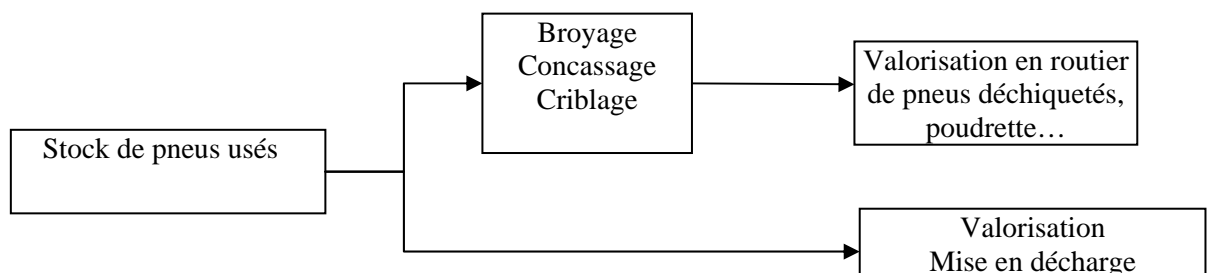 Broyage
Concassage
Criblage
Valorisation en routier
de pneus déchiquetés,
poudrette…
Stock de pneus usés
Valorisation
Mise en décharge